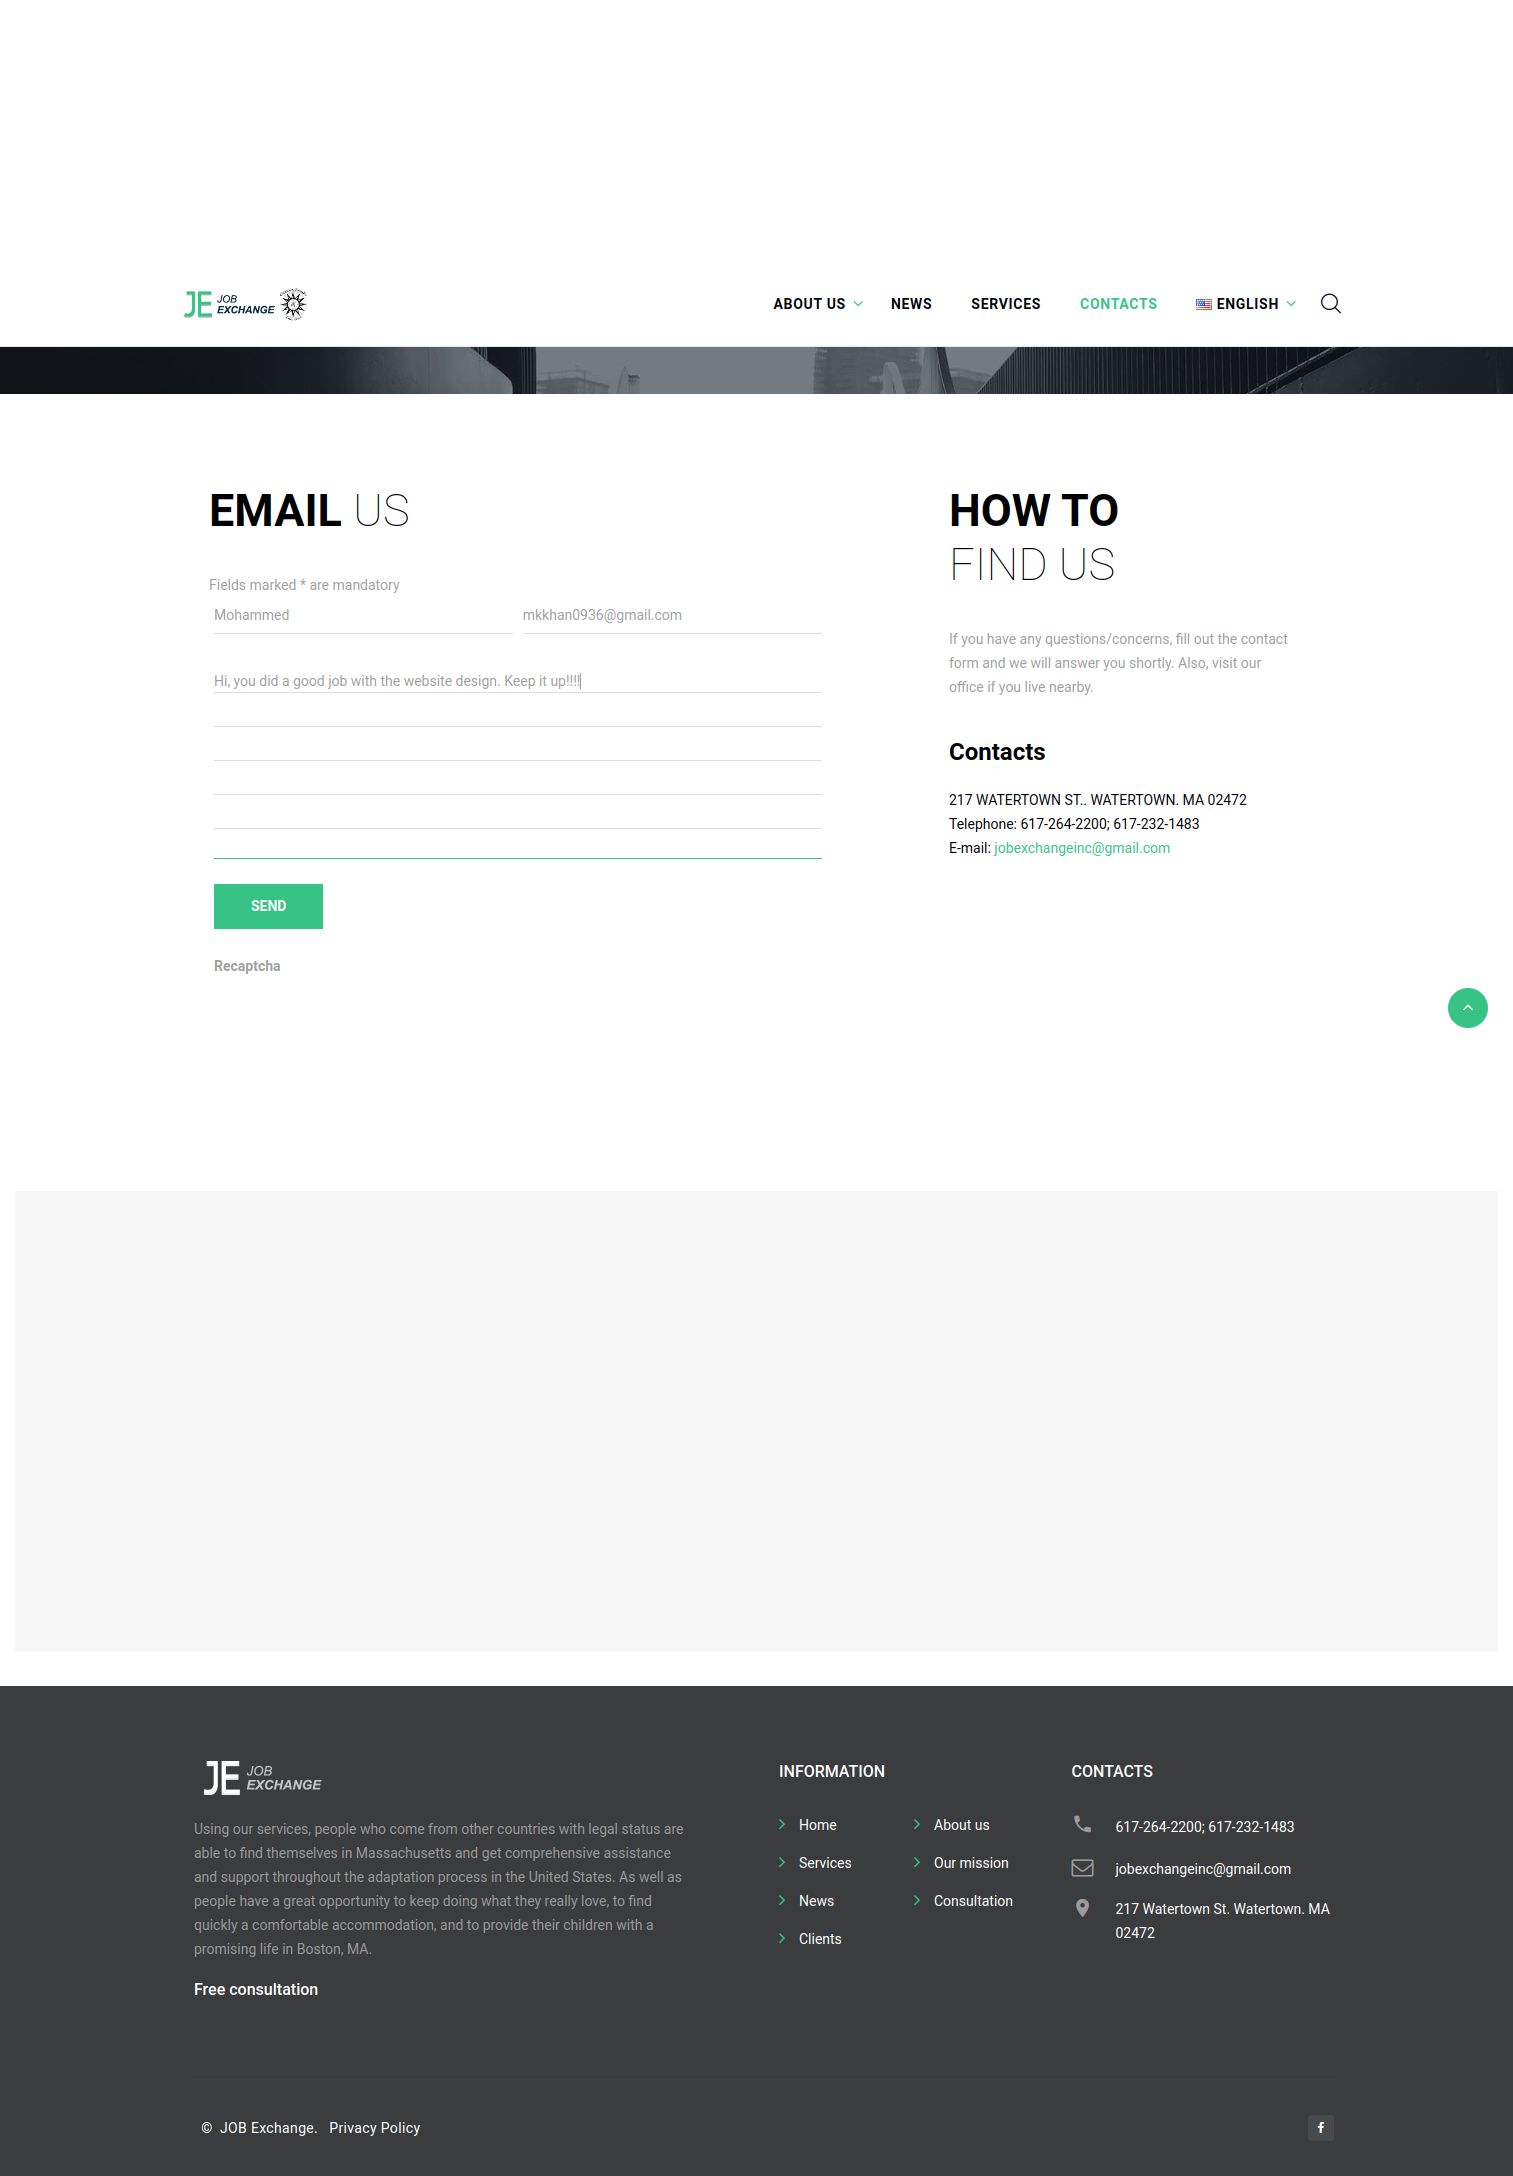 JE JOB EXCHANGE
ABOUT US NEWS SERVICES CONTACTS ENGLISH
EMAIL US
Fields marked * are mandatory
Mohammed mkkhan0936@gmail.com
Hi, you did a good job with the website design. Keep it up!!!!
SEND
Recaptcha
HOW TO
FIND US
If you have any questions/concerns, fill out the contact
form and we will answer you shortly. Also, visit our
office if you live nearby.
Contacts
217 WATERTOWN ST.. WATERTOWN. MA 02472
Telephone: 617-264-2200; 617-232-1483
E-mail: jobexchangeinc@gmail.com
JE JOB EXCHANGE
Using our services, people who come from other countries with legal status are
able to find themselves in Massachusetts and get comprehensive assistance
and support throughout the adaptation process in the United States. As well as
people have a great opportunity to keep doing what they really love, to find
quickly a comfortable accommodation, and to provide their children with a
promising life in Boston, MA.
Free consultation
INFORMATION
Home
Services
News
Clients
About us
Our mission
Consultation
CONTACTS
617-264-2200; 617-232-1483
jobexchangeinc@gmail.com
217 Watertown St. Watertown. MA
02472
© JOB Exchange. Privacy Policy